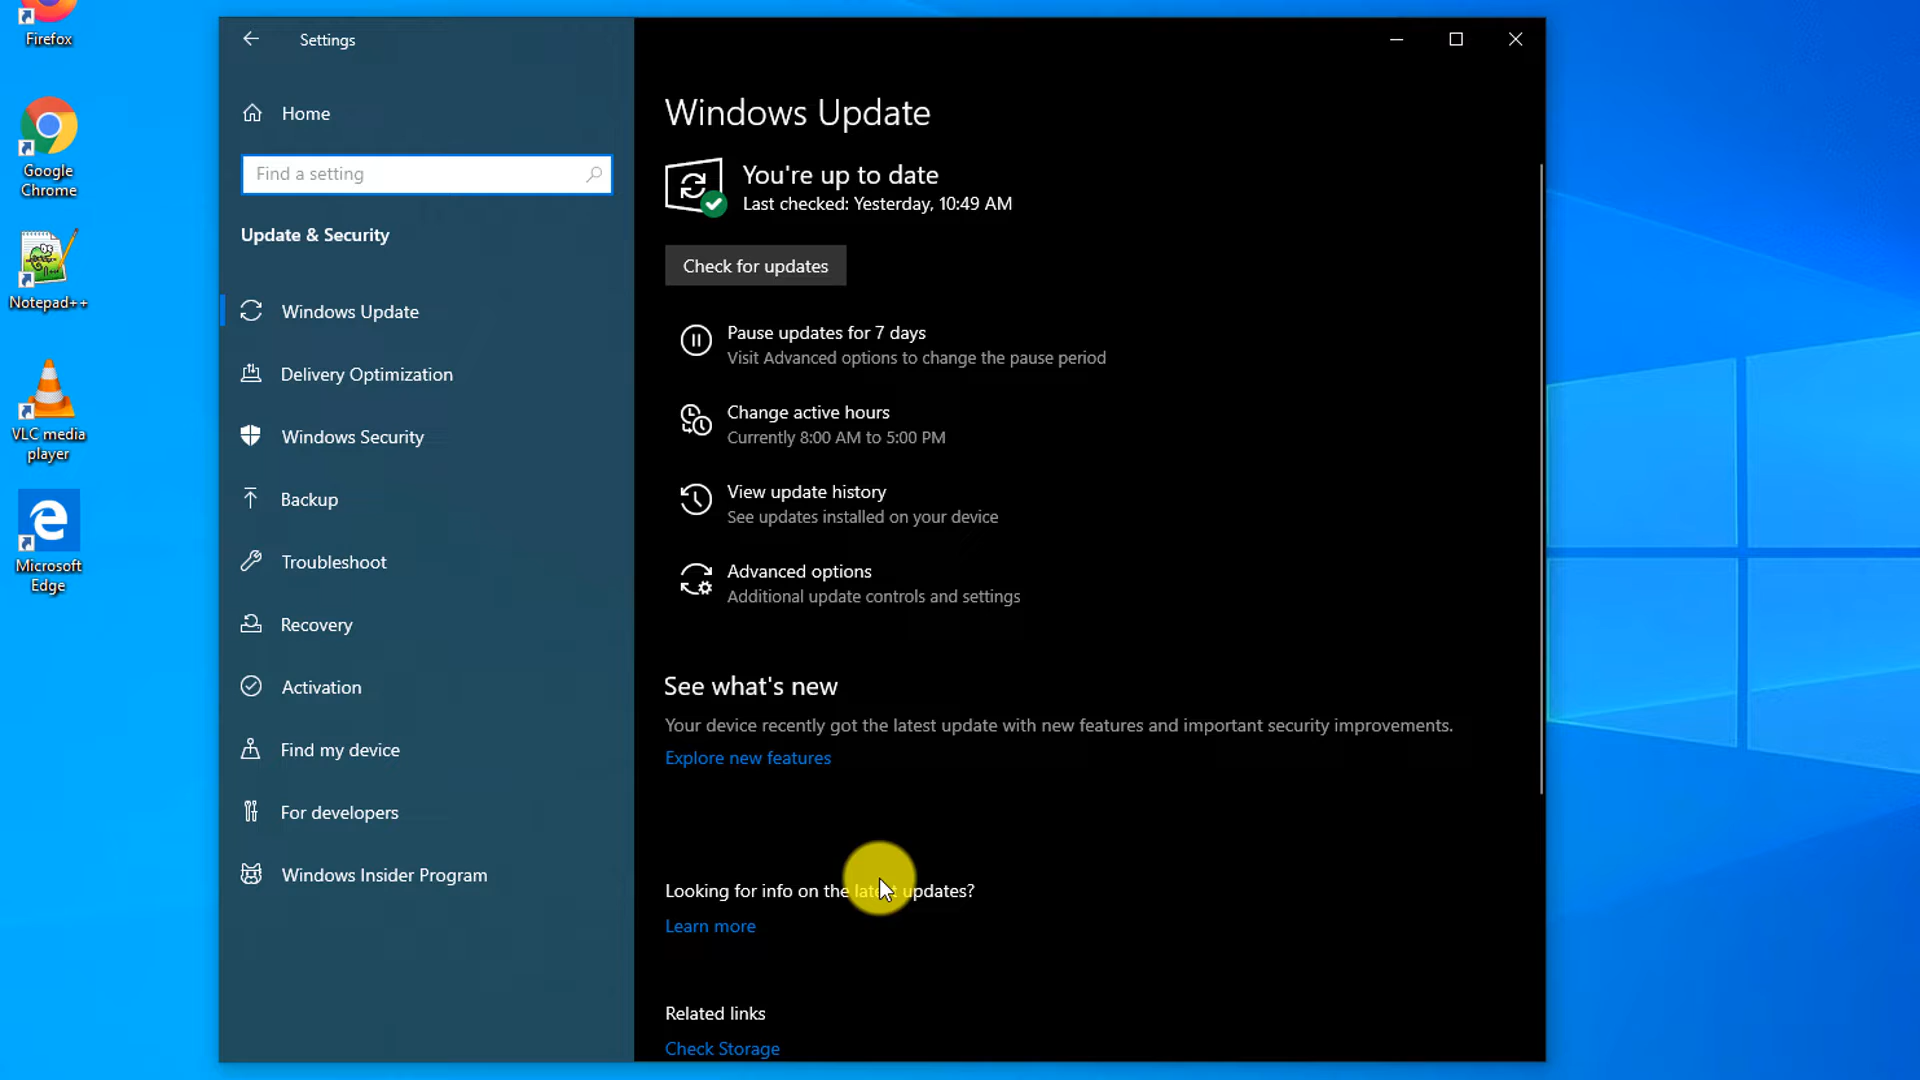 Firefox
Google
Chrome
Notepad++
VLC media
player
Microsoft
Edge
Settings
Home
Find a setting
Update & Security
Windows Update
Delivery Optimization
Windows Security
Backup
Troubleshoot
Recovery
Activation
Find my device
For developers
Windows Insider Program
Windows Update
You're up to date
Last checked: Yesterday, 10:49 AM
Check for updates
Pause updates for 7 days
Visit Advanced options to change the pause period
Change active hours
Currently 8:00 AM to 5:00 PM
View update history
See updates installed on your device
Advanced options
Additional update controls and settings
See what's new
Your device recently got the latest update with new features and important security improvements.
Explore new features
Looking for info on the latest updates?
Learn more
Related links
Check Storage